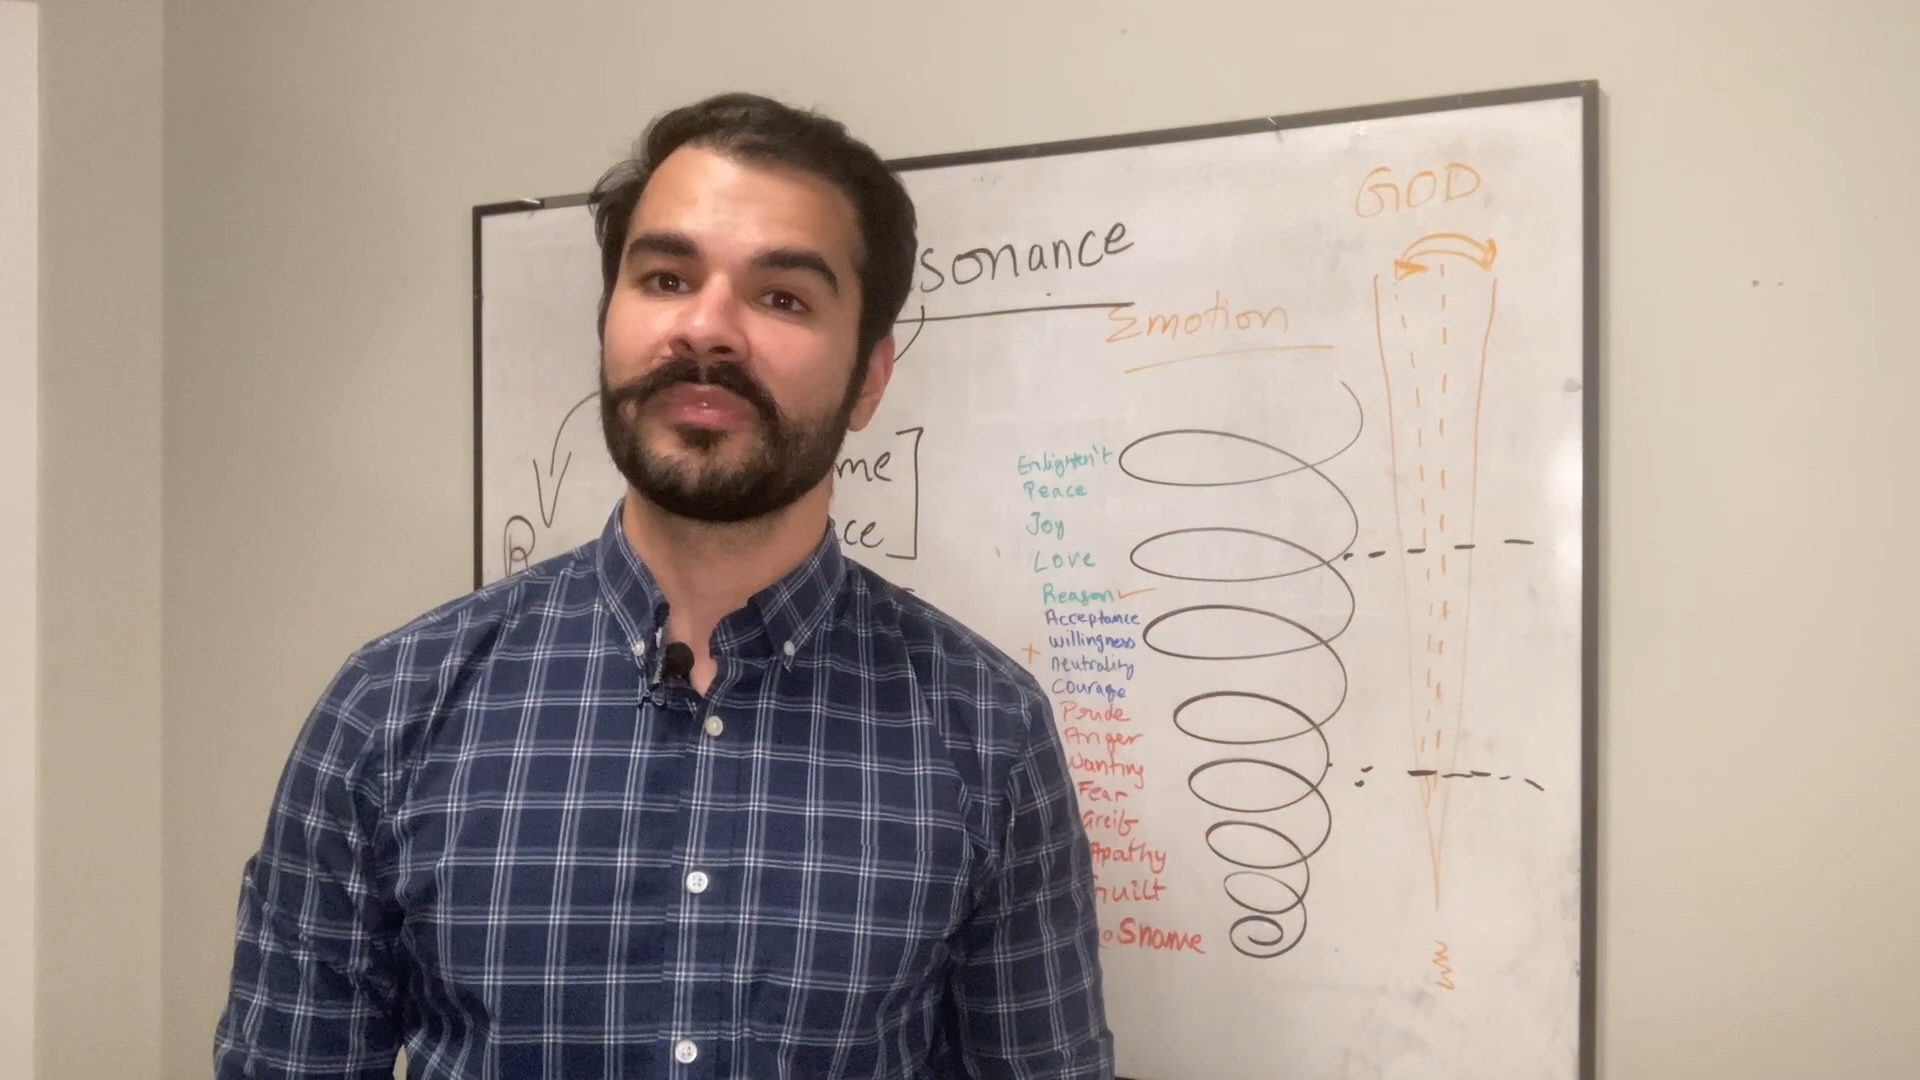 sonance
GOD
Emotion
me
ce
R
Enlighten't
Peace
Joy
Love
Reason
Acceptance
Willingness
Neutrality
Courage
Pride
Anger
Wanting
Fear
Greif
Apathy
Guilt
Shame